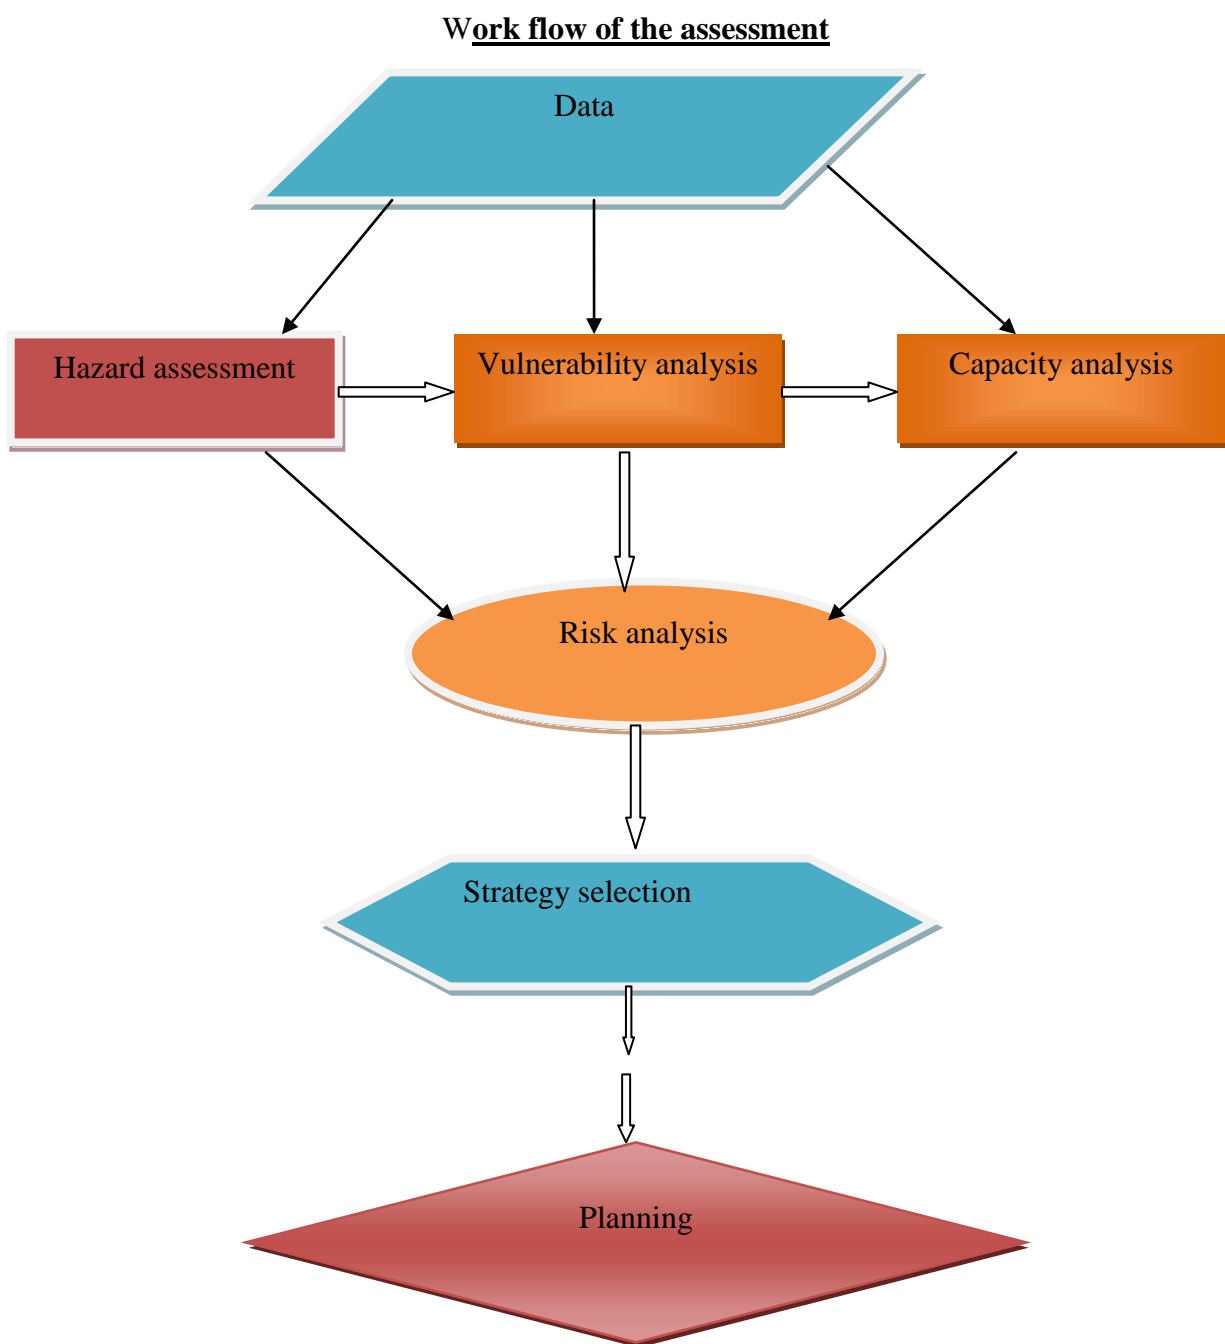 Work flow of the assessment
Data
Hazard assessment
Vulnerability analysis
Capacity analysis
Risk analysis
Strategy selection
Planning